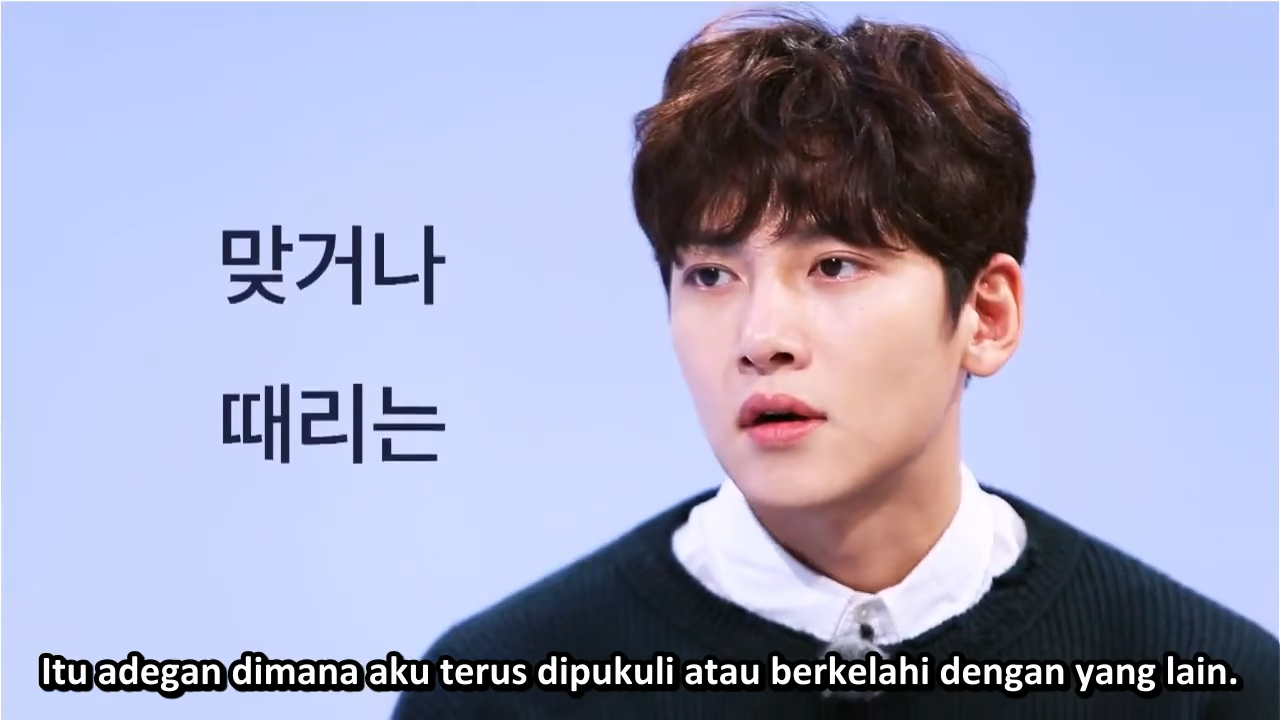 맞거나
때리는
Itu adegan dimana aku terus dipukuli atau berkelahi dengan yang lain.